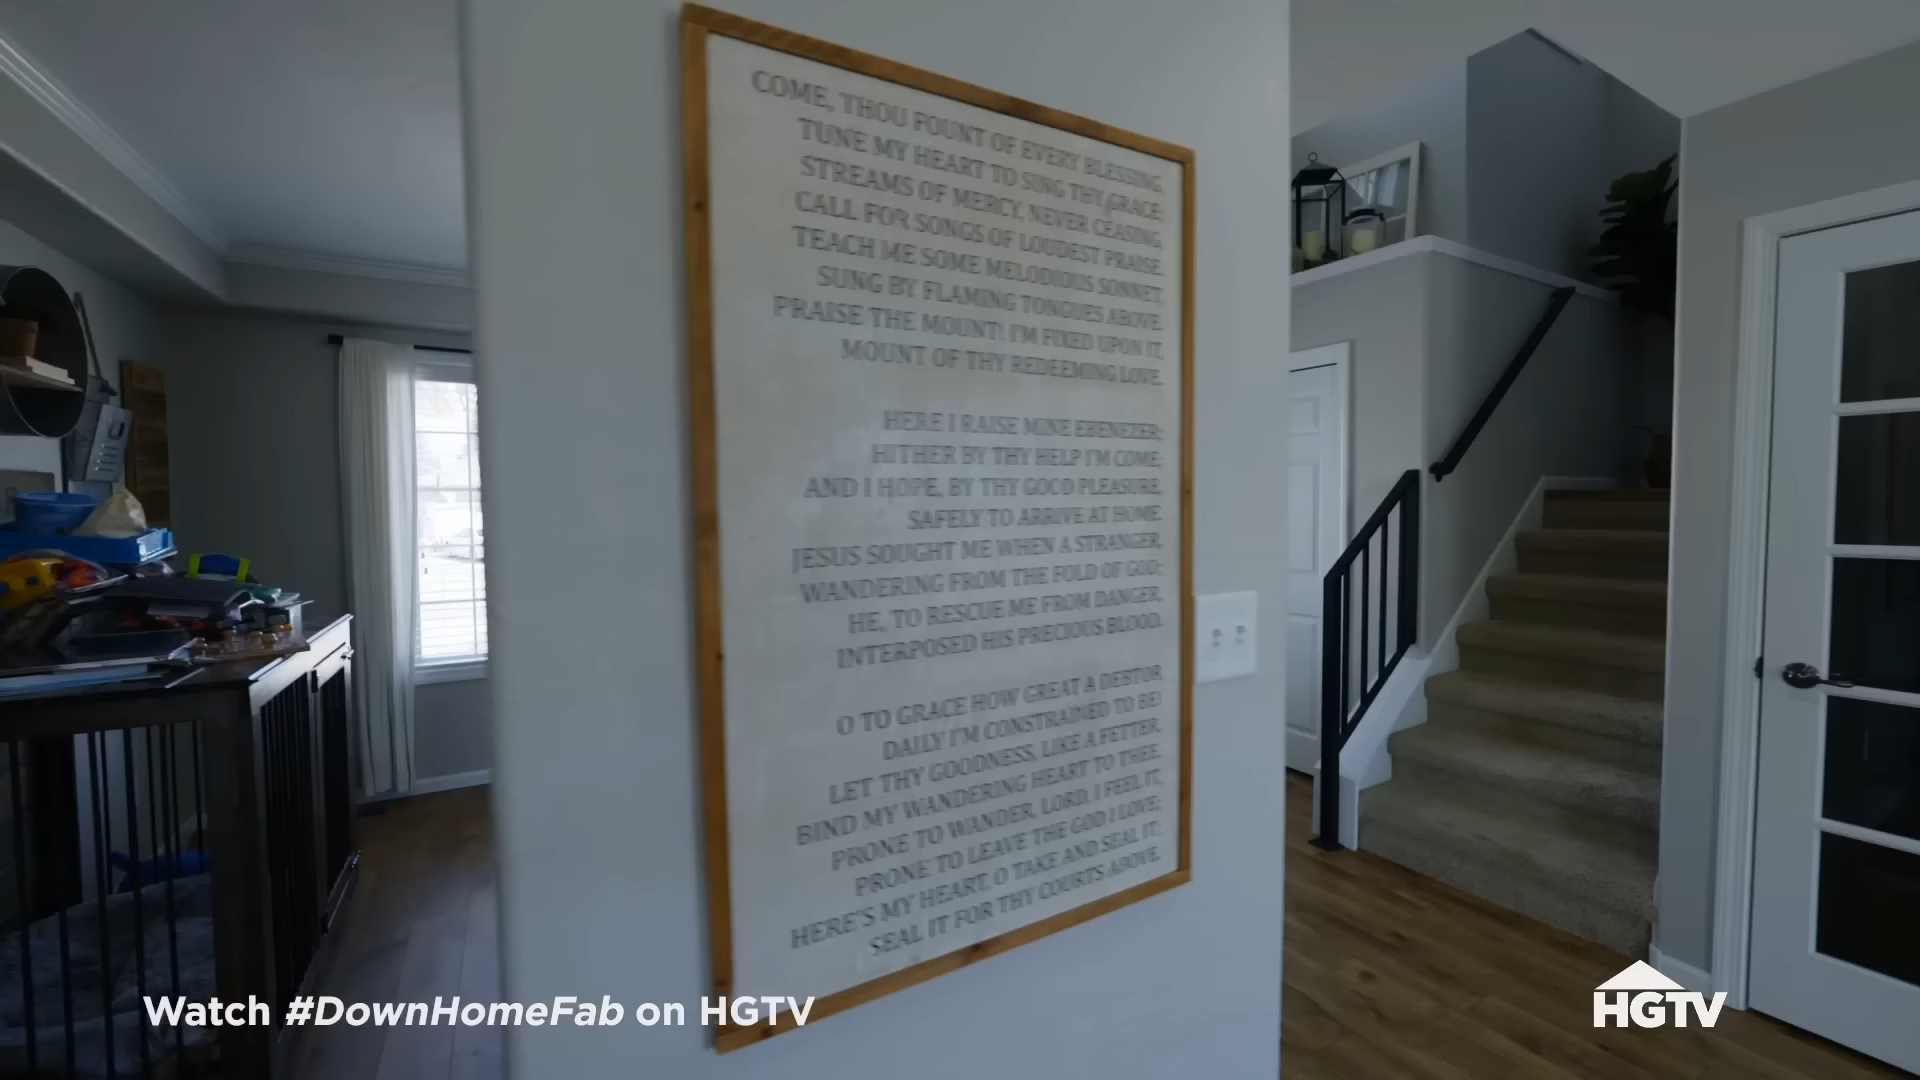 COME, THOU FOUNT OF EVERY BLESSING,
TUNE MY HEART TO SING THY GRACE;
STREAMS OF MERCY, NEVER CEASING,
CALL FOR SONGS OF LOUDEST PRAISE.
TEACH ME SOME MELODIOUS SONNET,
SUNG BY FLAMING TONGUES ABOVE.
PRAISE THE MOUNT! I'M FIXED UPON IT,
MOUNT OF THY REDEEMING LOVE.
HERE I RAISE MINE EBENEZER;
HITHER BY THY HELP I'M COME;
AND I HOPE, BY THY GOOD PLEASURE,
SAFELY TO ARRIVE AT HOME.
JESUS SOUGHT ME WHEN A STRANGER,
WANDERING FROM THE FOLD OF GOD;
HE, TO RESCUE ME FROM DANGER,
INTERPOSED HIS PRECIOUS BLOOD.
O TO GRACE HOW GREAT A DEBTOR
DAILY I'M CONSTRAINED TO BE!
LET THY GOODNESS, LIKE A FETTER,
BIND MY WANDERING HEART TO THEE.
PRONE TO WANDER, LORD, I FEEL IT,
PRONE TO LEAVE THE GOD I LOVE;
HERE'S MY HEART, O TAKE AND SEAL IT;
SEAL IT FOR THY COURTS ABOVE.
Watch #DownHomeFab on HGTV
HGTV